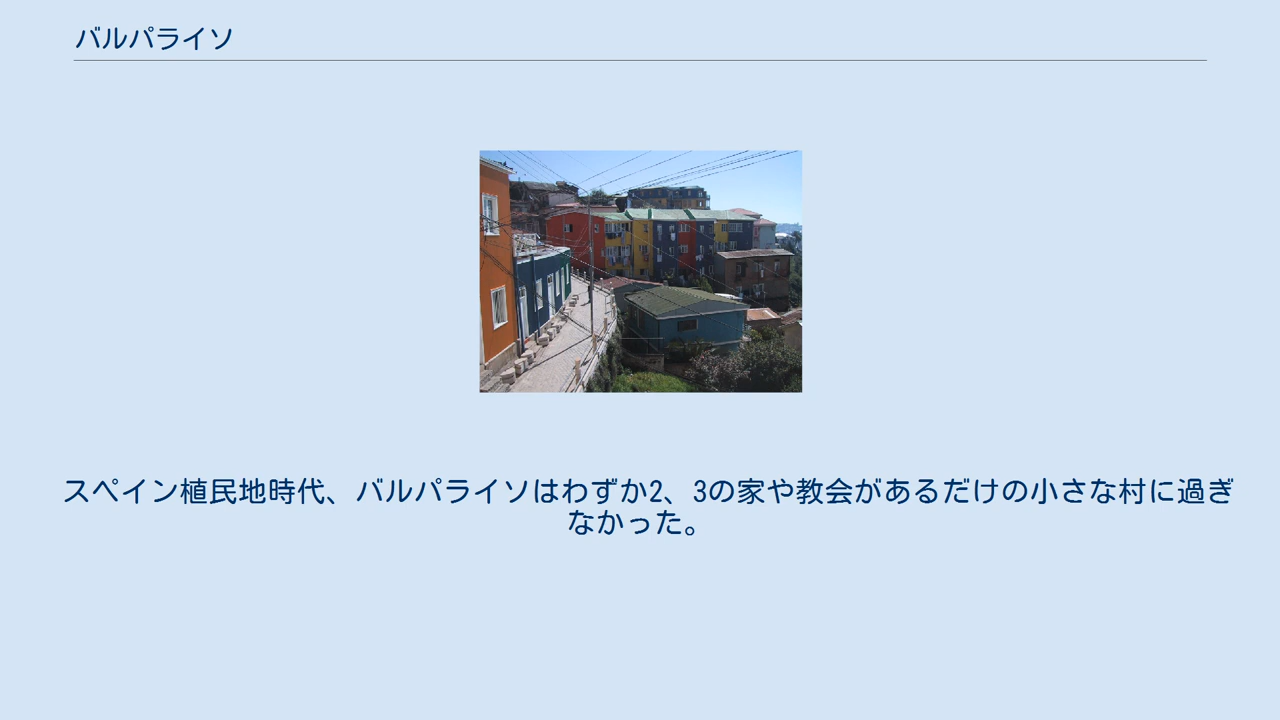 バルパライソ
スペイン植民地時代、バルパライソはわずか2、3の家や教会があるだけの小さな村に過ぎ
なかった。